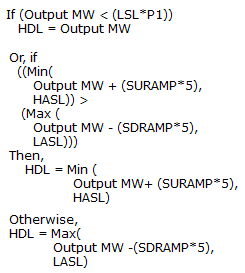 If (Output MW < (LSL*P1))
HDL = Output MW
Or, if
((Min(
Output MW + (SURAMP*5),
HASL)) >
(Max (
Output MW - (SDRAMP*5),
LASL)))
Then,
HDL = Min (
Output MW+ (SURAMP*5),
HASL)
Otherwise,
HDL = Max(
Output MW -(SDRAMP*5),
LASL)